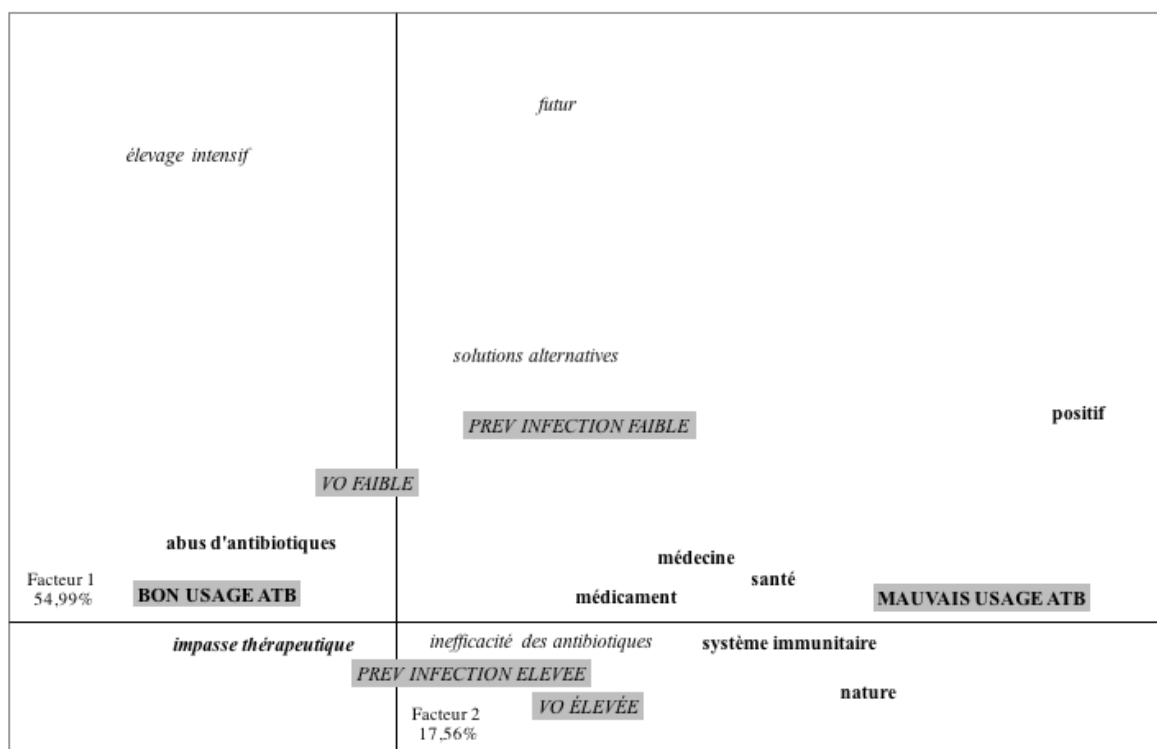 futur
élevage intensif
solutions alternatives
positif
PREV INFECTION FAIBLE
VO FAIBLE
abus d'antibiotiques
médecine
santé
Facteur 1
54,99%
BON USAGE ATB
médicament
MAUVAIS USAGE ATB
impasse thérapeutique
inefficacité des antibiotiques
système immunitaire
PREV INFECTION ELEVEE
nature
VO ÉLEVÉE
Facteur 2
17,56%